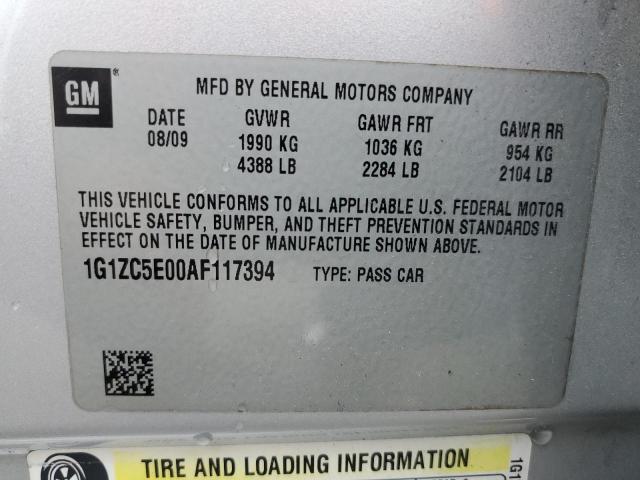 GM
MFD BY GENERAL MOTORS COMPANY
DATE GVWR GAWR FRT GAWR RR
08/09 1990 KG 1036 KG 954 KG
4388 LB 2284 LB 2104 LB
THIS VEHICLE CONFORMS TO ALL APPLICABLE U.S. FEDERAL MOTOR
VEHICLE SAFETY, BUMPER, AND THEFT PREVENTION STANDARDS IN
EFFECT ON THE DATE OF MANUFACTURE SHOWN ABOVE.
1G1ZC5E00AF117394 TYPE: PASS CAR
TIRE AND LOADING INFORMATION
1G1